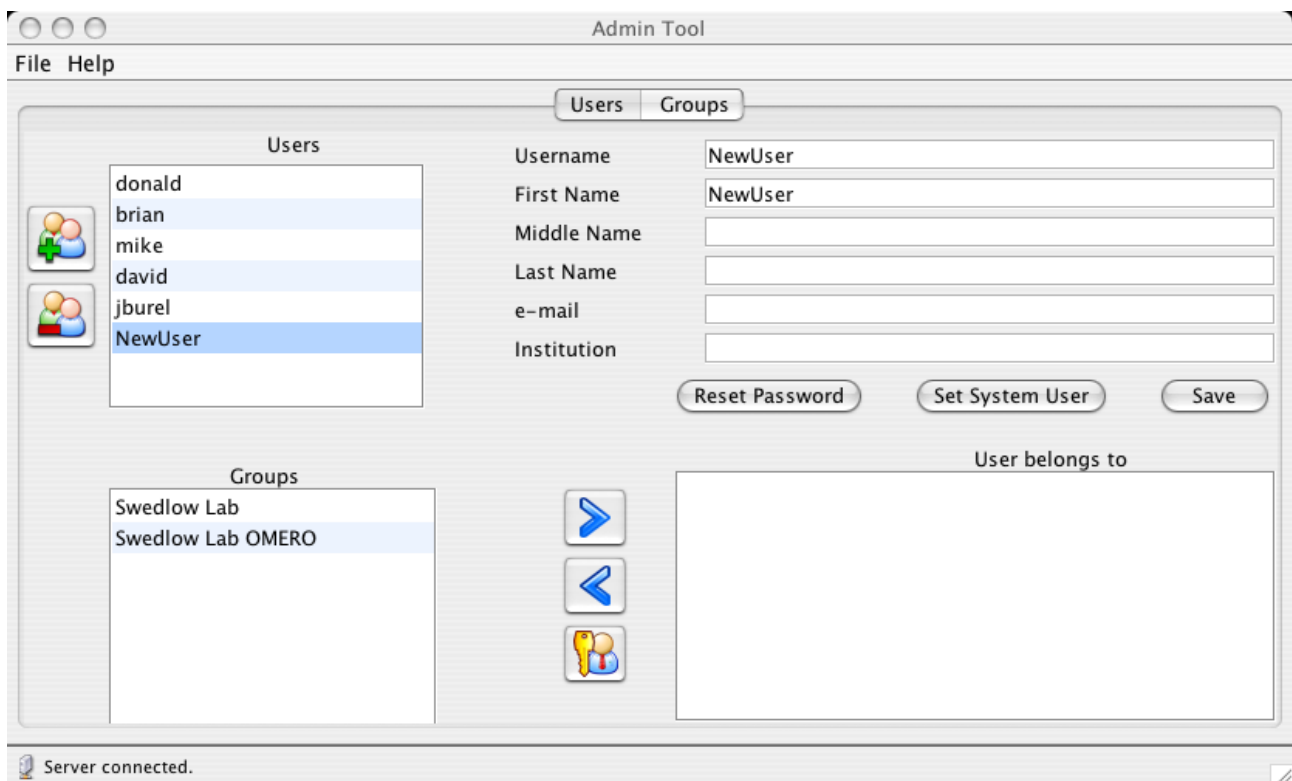 Admin Tool
File Help
Users Groups
Users
donald
brian
mike
david
jburel
NewUser
Username NewUser
First Name NewUser
Middle Name
Last Name
e-mail
Institution
Reset Password Set System User Save
Groups
Swedlow Lab
Swedlow Lab OMERO
User belongs to
Server connected.